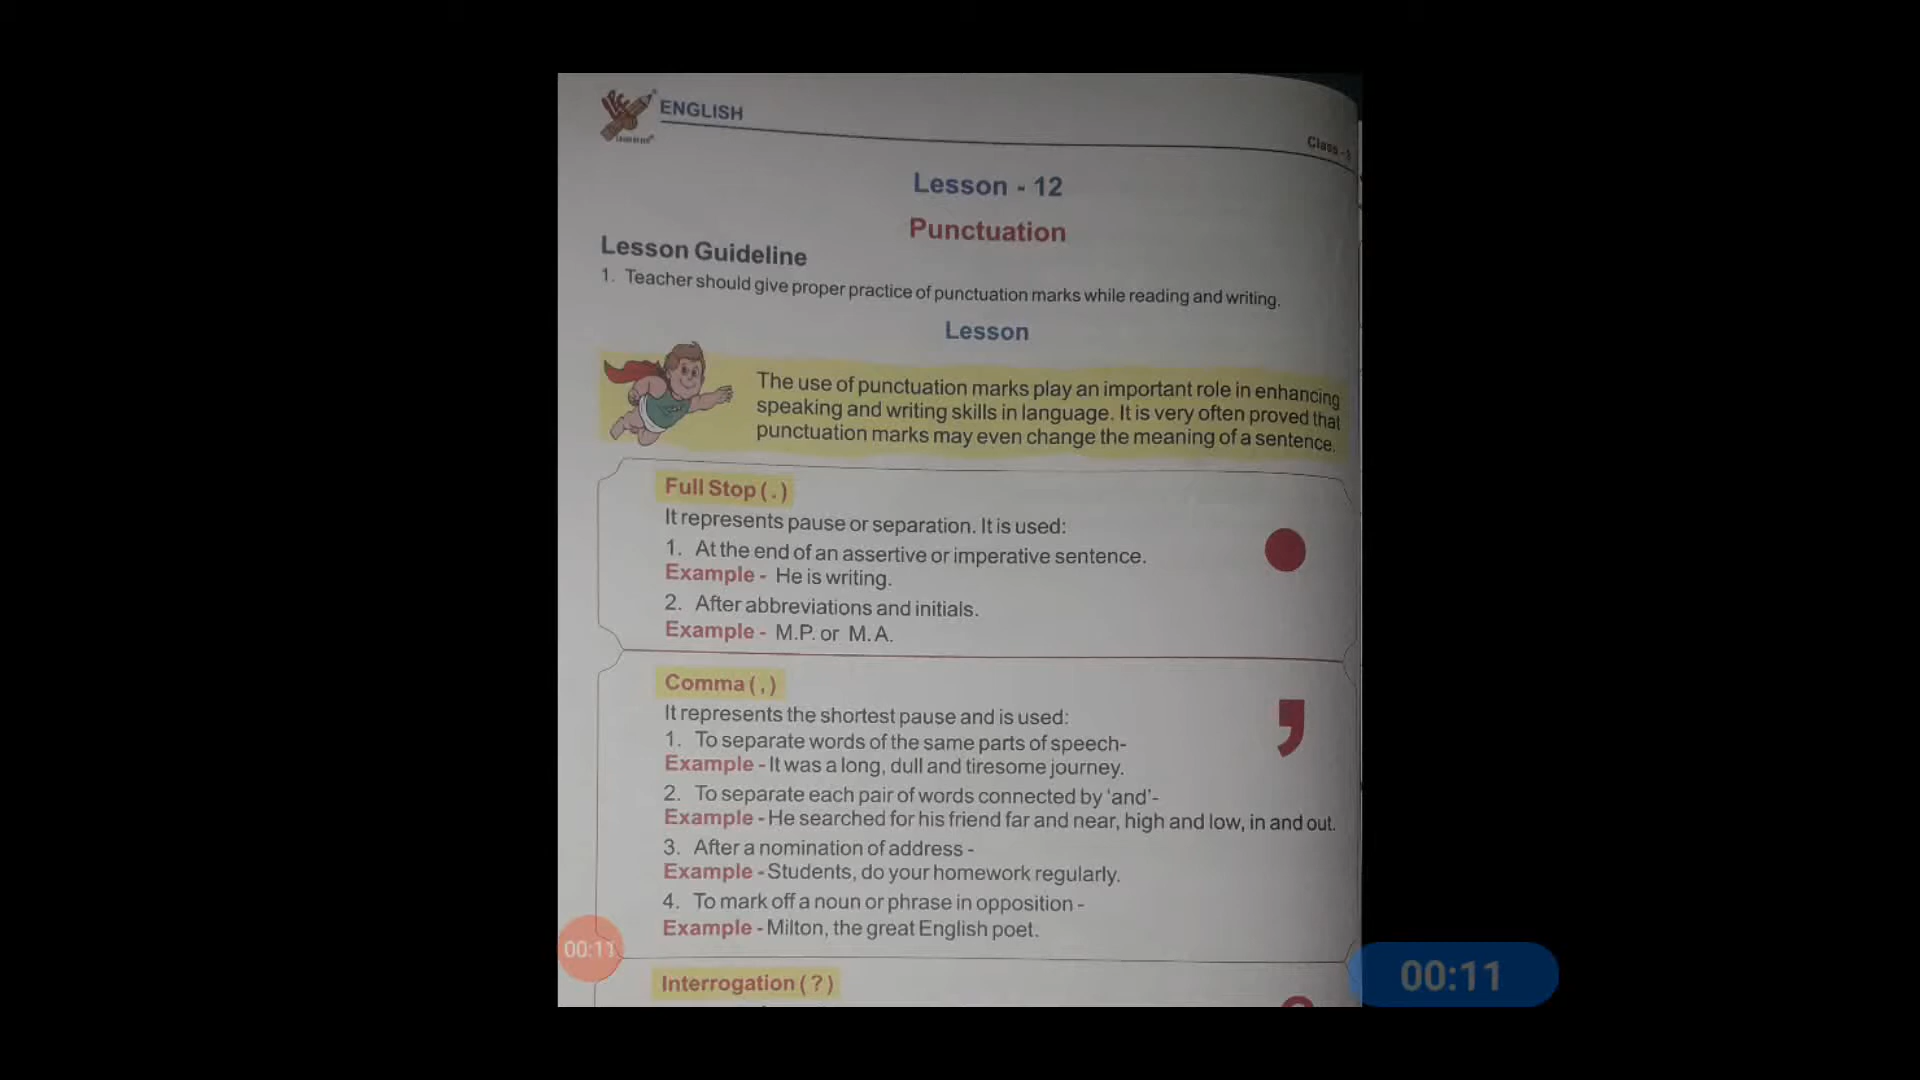 ENGLISH
Class -
Lesson - 12
Punctuation
Lesson Guideline
1. Teacher should give proper practice of punctuation marks while reading and writing.
Lesson
The use of punctuation marks play an important role in enhancing
speaking and writing skills in language. It is very often proved that
punctuation marks may even change the meaning of a sentence.
Full Stop ( . )
It represents pause or separation. It is used:
1. At the end of an assertive or imperative sentence.
Example - He is writing.
2. After abbreviations and initials.
Example - M.P. or M.A.
Comma ( , )
It represents the shortest pause and is used:
1. To separate words of the same parts of speech-
Example - It was a long, dull and tiresome journey.
2. To separate each pair of words connected by 'and'-
Example - He searched for his friend far and near, high and low, in and out.
3. After a nomination of address -
Example - Students, do your homework regularly.
4. To mark off a noun or phrase in opposition -
Example - Milton, the great English poet.
00:11
00:11
Interrogation ( ? )